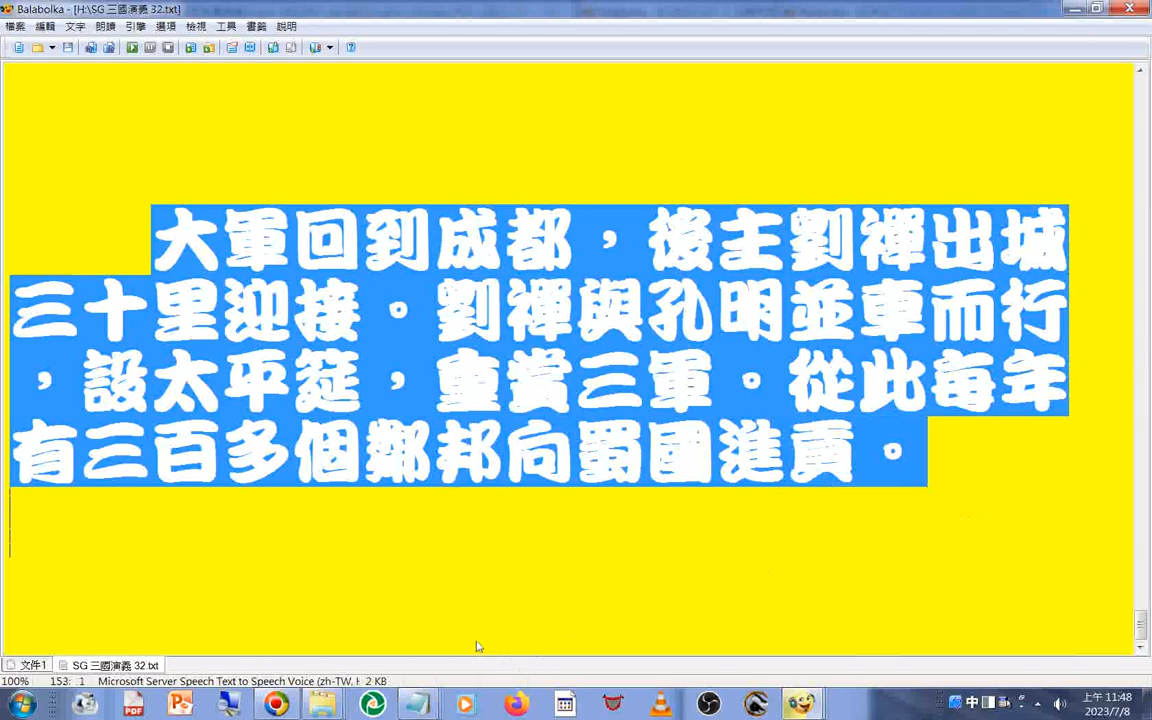 Balabolka - [H:\SG 三國演義 32.txt]
檔案 編輯 文字 朗讀 引擎 選項 檢視 工具 書籤 說明
大軍回到成都，後主劉禪出城
三十里迎接。劉禪與孔明並車而行
，設太平筵，重賞三軍。從此每年
有三百多個鄰邦向蜀國進貢。
文件1 SG 三國演義 32.txt
100% 153: 1 Microsoft Server Speech Text to Speech Voice (zh-TW, H 2 KB
中
上午 11:48
2023/7/8